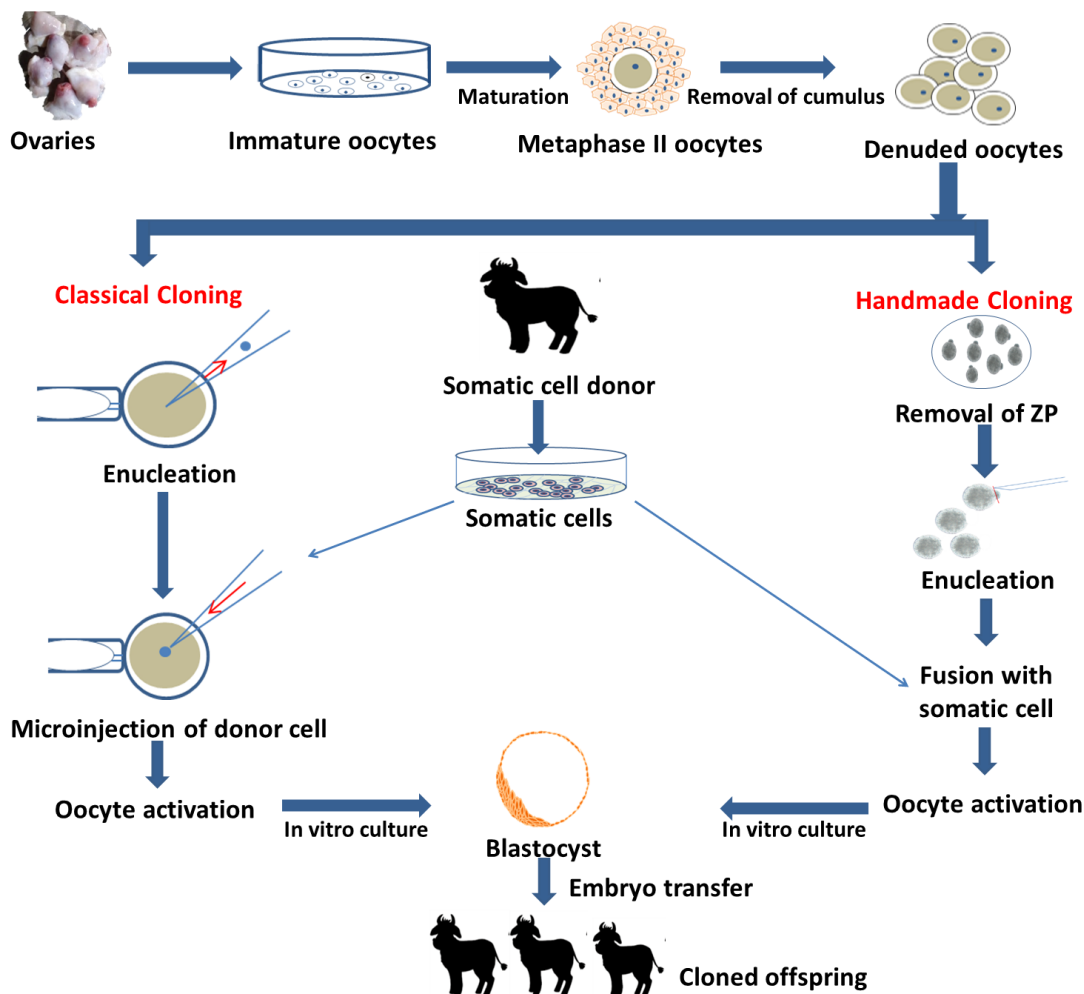 Ovaries
Immature oocytes
Maturation
Metaphase II oocytes
Removal of cumulus
Denuded oocytes
Classical Cloning
Enucleation
Microinjection of donor cell
Oocyte activation
In vitro culture
Somatic cell donor
Somatic cells
Handmade Cloning
Removal of ZP
Enucleation
Fusion with
somatic cell
Oocyte activation
In vitro culture
Blastocyst
Embryo transfer
Cloned offspring